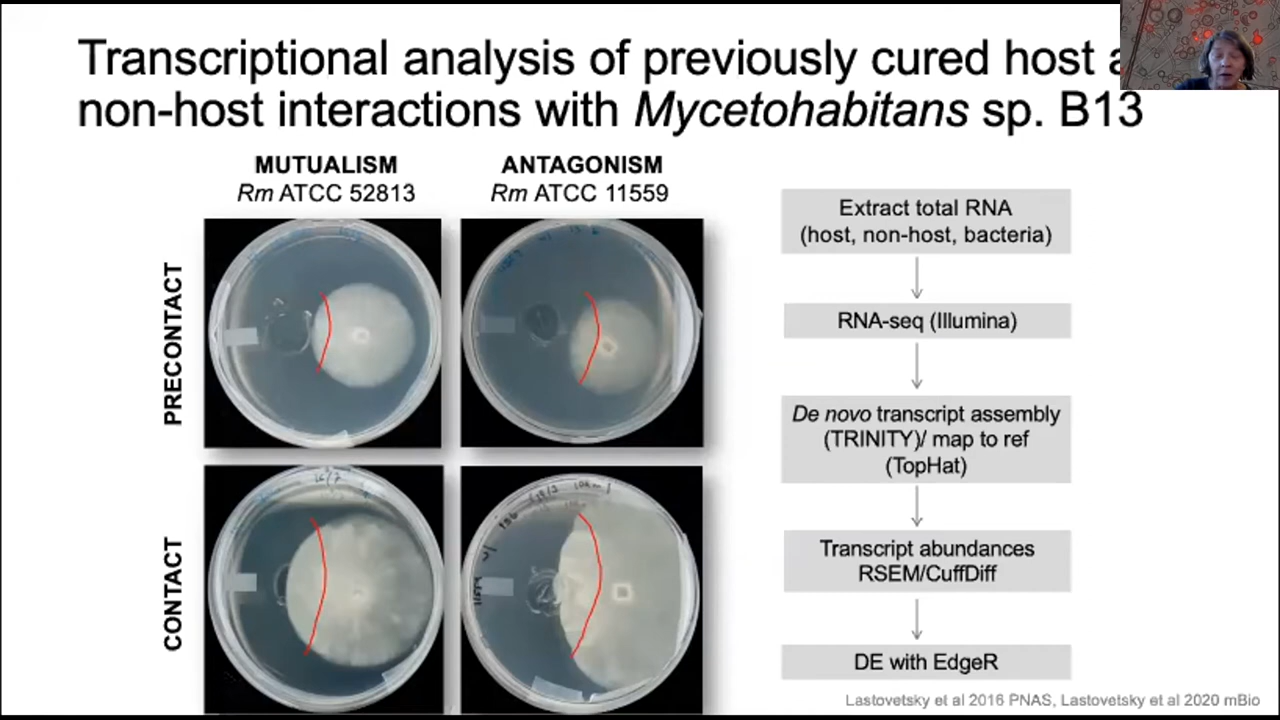 Transcriptional analysis of previously cured host
non-host interactions with Mycetohabitans sp. B13
MUTUALISM
Rm ATCC 52813
ANTAGONISM
Rm ATCC 11559
PRECONTACT
CONTACT
Extract total RNA
(host, non-host, bacteria)
RNA-seq (Illumina)
De novo transcript assembly
(TRINITY)/ map to ref
(TopHat)
Transcript abundances
RSEM/CuffDiff
DE with EdgeR
Lastovetsky et al 2016 PNAS, Lastovetsky et al 2020 mBio